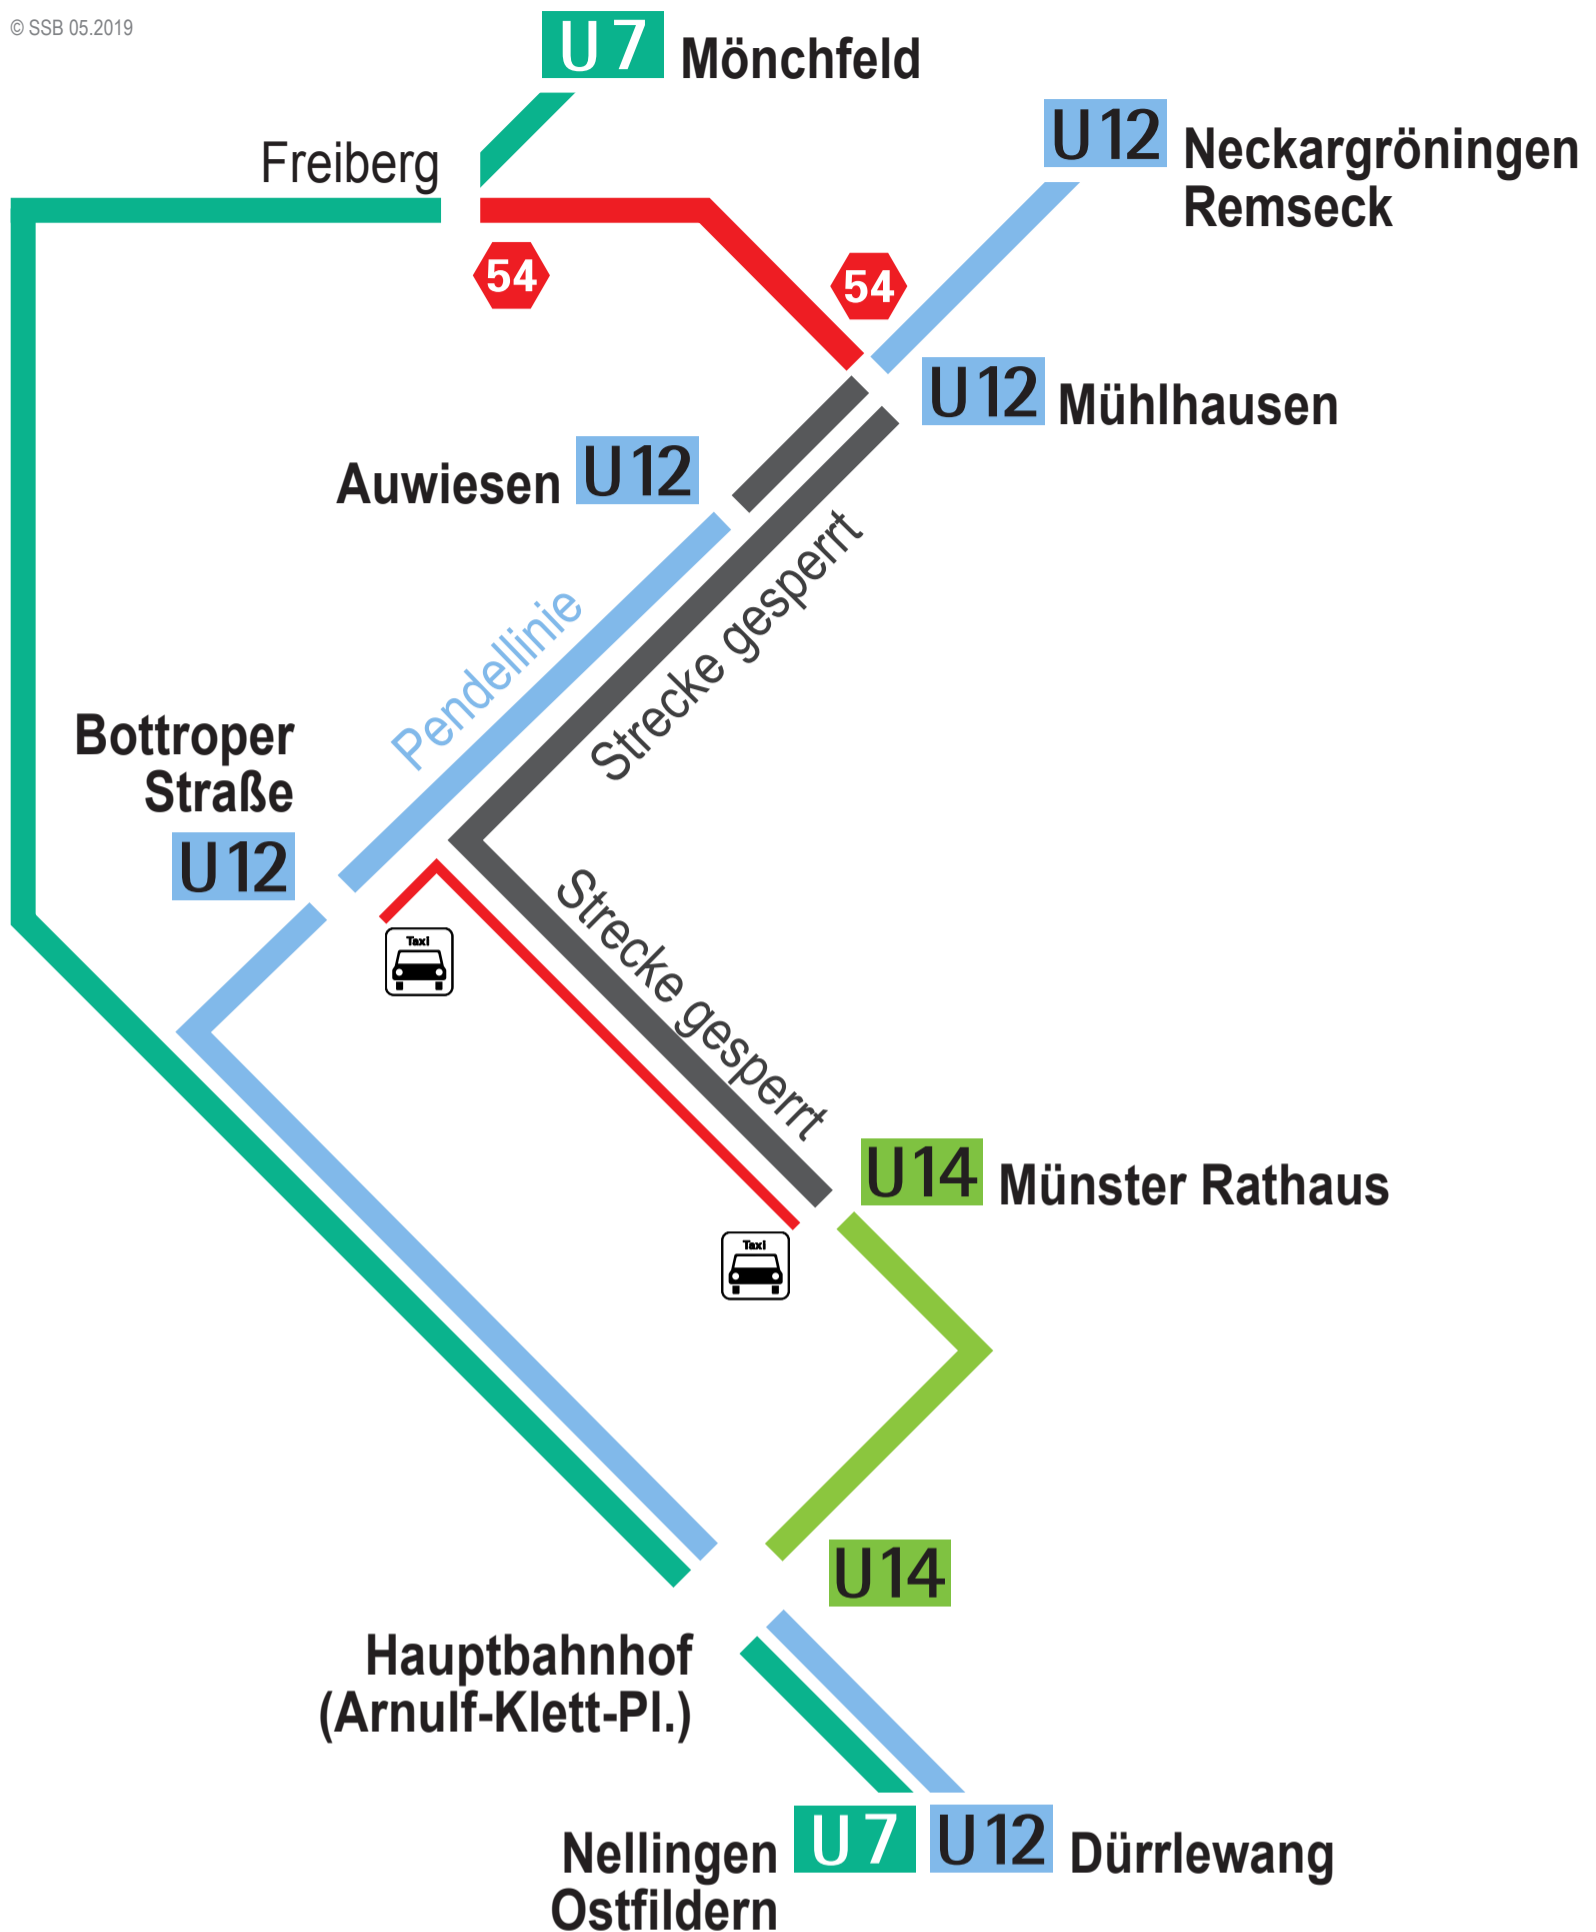 © SSB 05.2019
U7 Mönchfeld
U12 Neckargröningen
Remseck
Freiberg
54
54
U12 Mühlhausen
Auwiesen U12
Strecke gesperrt
Pendellinie
Bottroper
Straße
U12
Strecke gesperrt
Taxi
U14 Münster Rathaus
Taxi
U14
Hauptbahnhof
(Arnulf-Klett-Pl.)
Nellingen U7 U12 Dürrlewang
Ostfildern